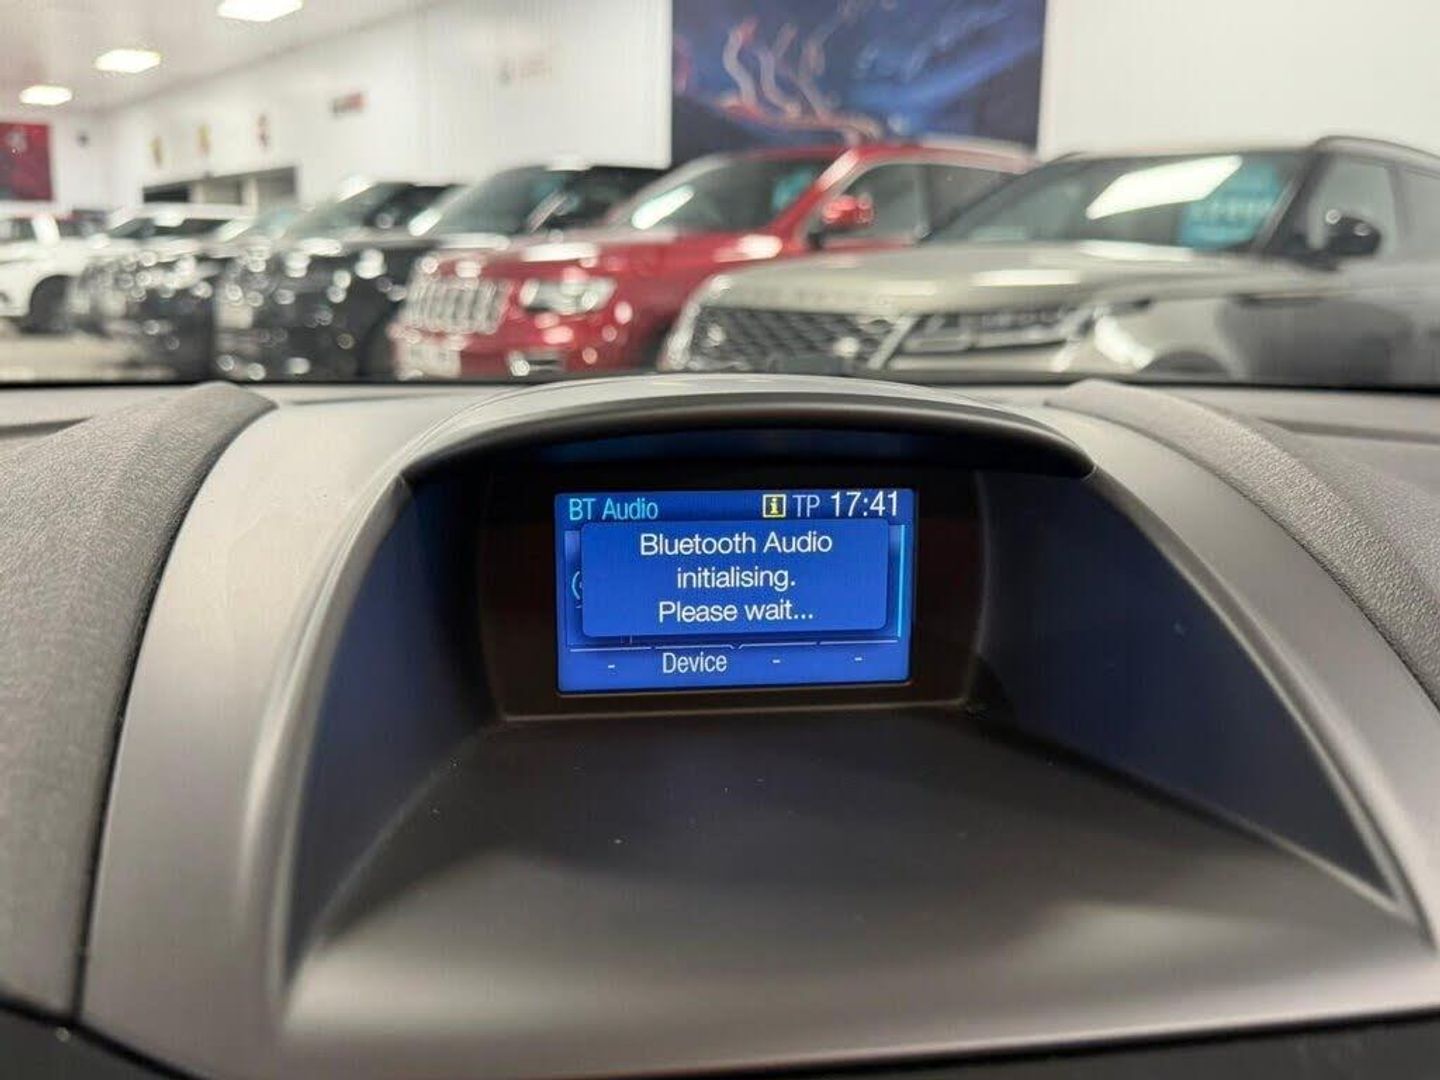 BT Audio i TP 17:41
Bluetooth Audio
initialising.
Please wait...
- Device - -